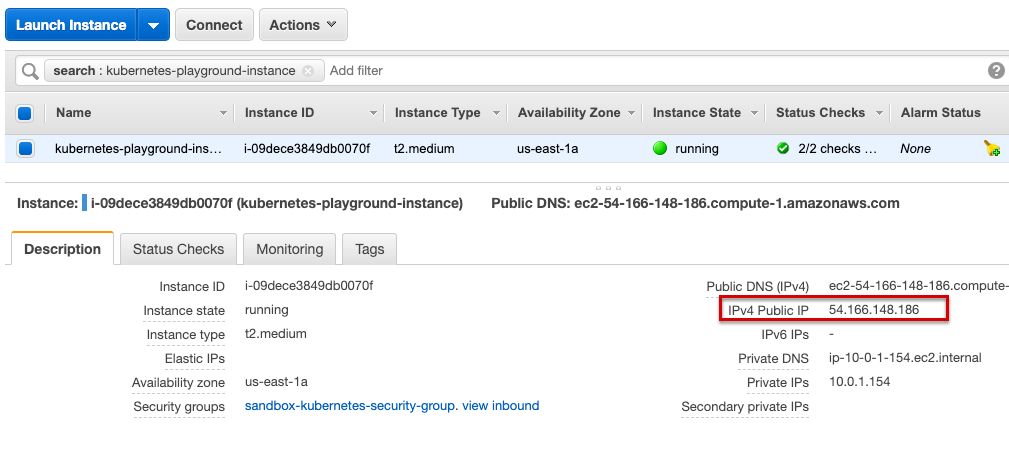 Launch Instance Connect Actions
search : kubernetes-playground-instance Add filter
Name Instance ID Instance Type Availability Zone Instance State Status Checks Alarm Status
kubernetes-playground-ins... i-09dece3849db0070f t2.medium us-east-1a running 2/2 checks ... None
Instance: i-09dece3849db0070f (kubernetes-playground-instance) Public DNS: ec2-54-166-148-186.compute-1.amazonaws.com
Description Status Checks Monitoring Tags
Instance ID i-09dece3849db0070f Public DNS (IPv4) ec2-54-166-148-186.compute-
Instance state running IPv4 Public IP 54.166.148.186
Instance type t2.medium IPv6 IPs -
Elastic IPs Private DNS ip-10-0-1-154.ec2.internal
Availability zone us-east-1a Private IPs 10.0.1.154
Security groups sandbox-kubernetes-security-group. view inbound Secondary private IPs